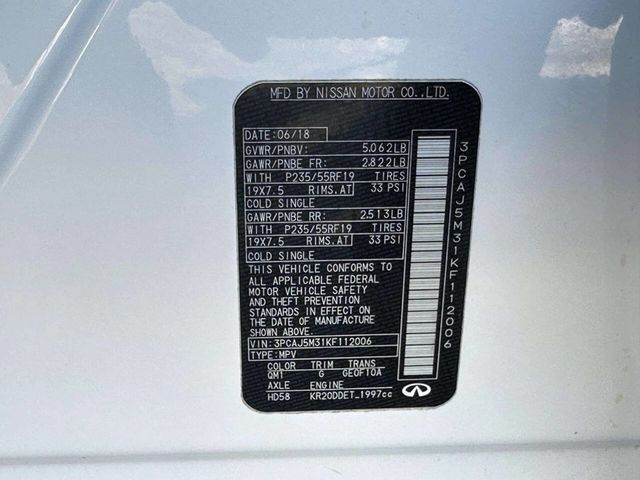 MFD BY NISSAN MOTOR CO.,LTD.
DATE: 06/18
GVWR/PNBV: 5.062LB
GAWR/PNBE FR: 2.822LB
WITH P235/55RF19 TIRES
19X7.5 RIMS.AT 33 PSI
COLD SINGLE
GAWR/PNBE RR: 2.513LB
WITH P235/55RF19 TIRES
19X7.5 RIMS.AT 33 PSI
COLD SINGLE
THIS VEHICLE CONFORMS TO
ALL APPLICABLE FEDERAL
MOTOR VEHICLE SAFETY
AND THEFT PREVENTION
STANDARDS IN EFFECT ON
THE DATE OF MANUFACTURE
SHOWN ABOVE.
VIN: 3PCAJ5M31KF112006
TYPE: MPV
COLOR TRIM TRANS
QM1 G GE0F10A
AXLE ENGINE
HD58 KR20DDET_1997cc
3PCAJ5M31KF112006